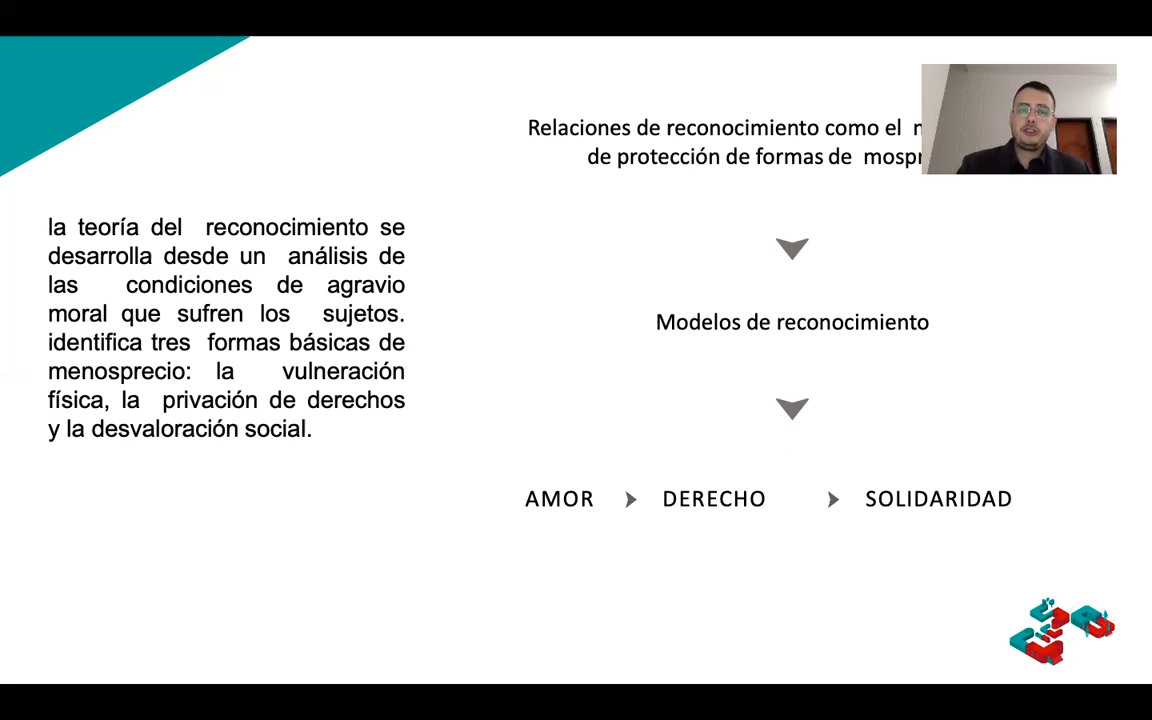 la teoría del reconocimiento se
desarrolla desde un análisis de
las condiciones de agravio
moral que sufren los sujetos.
identifica tres formas básicas de
menosprecio: la vulneración
física, la privación de derechos
y la desvaloración social.
Relaciones de reconocimiento como el
de protección de formas de
Modelos de reconocimiento
AMOR DERECHO SOLIDARIDAD